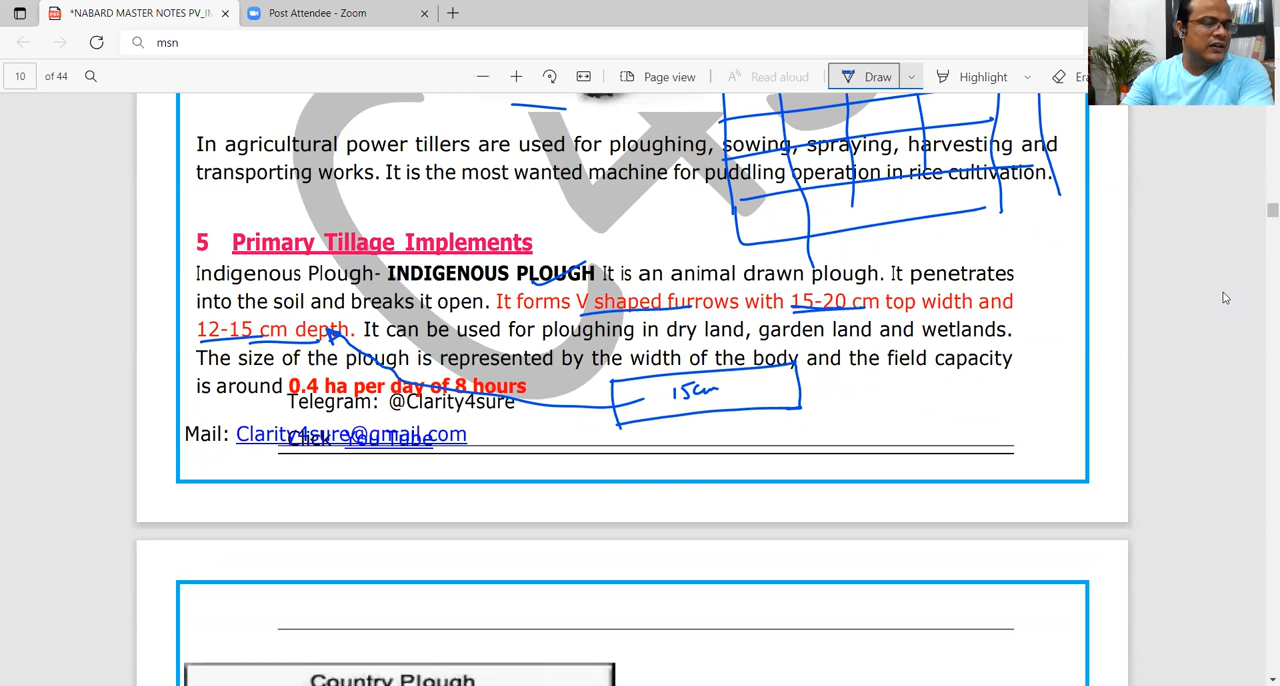 *NABARD MASTER NOTES PV_IN
Post Attendee - Zoom
msn
10 of 44
Page view
Read aloud
Draw
Highlight
In agricultural power tillers are used for ploughing, sowing, spraying, harvesting and
transporting works. It is the most wanted machine for puddling operation in rice cultivation.
5 Primary Tillage Implements
Indigenous Plough- INDIGENOUS PLOUGH It is an animal drawn plough. It penetrates
into the soil and breaks it open. It forms V shaped furrows with 15-20 cm top width and
12-15 cm depth. It can be used for ploughing in dry land, garden land and wetlands.
The size of the plough is represented by the width of the body and the field capacity
is around 0.4 ha per day of 8 hours
15cm
Telegram: @Clarity4sure
Mail: Clarity4sure@gmail.com
Click You Tube
Country Plough